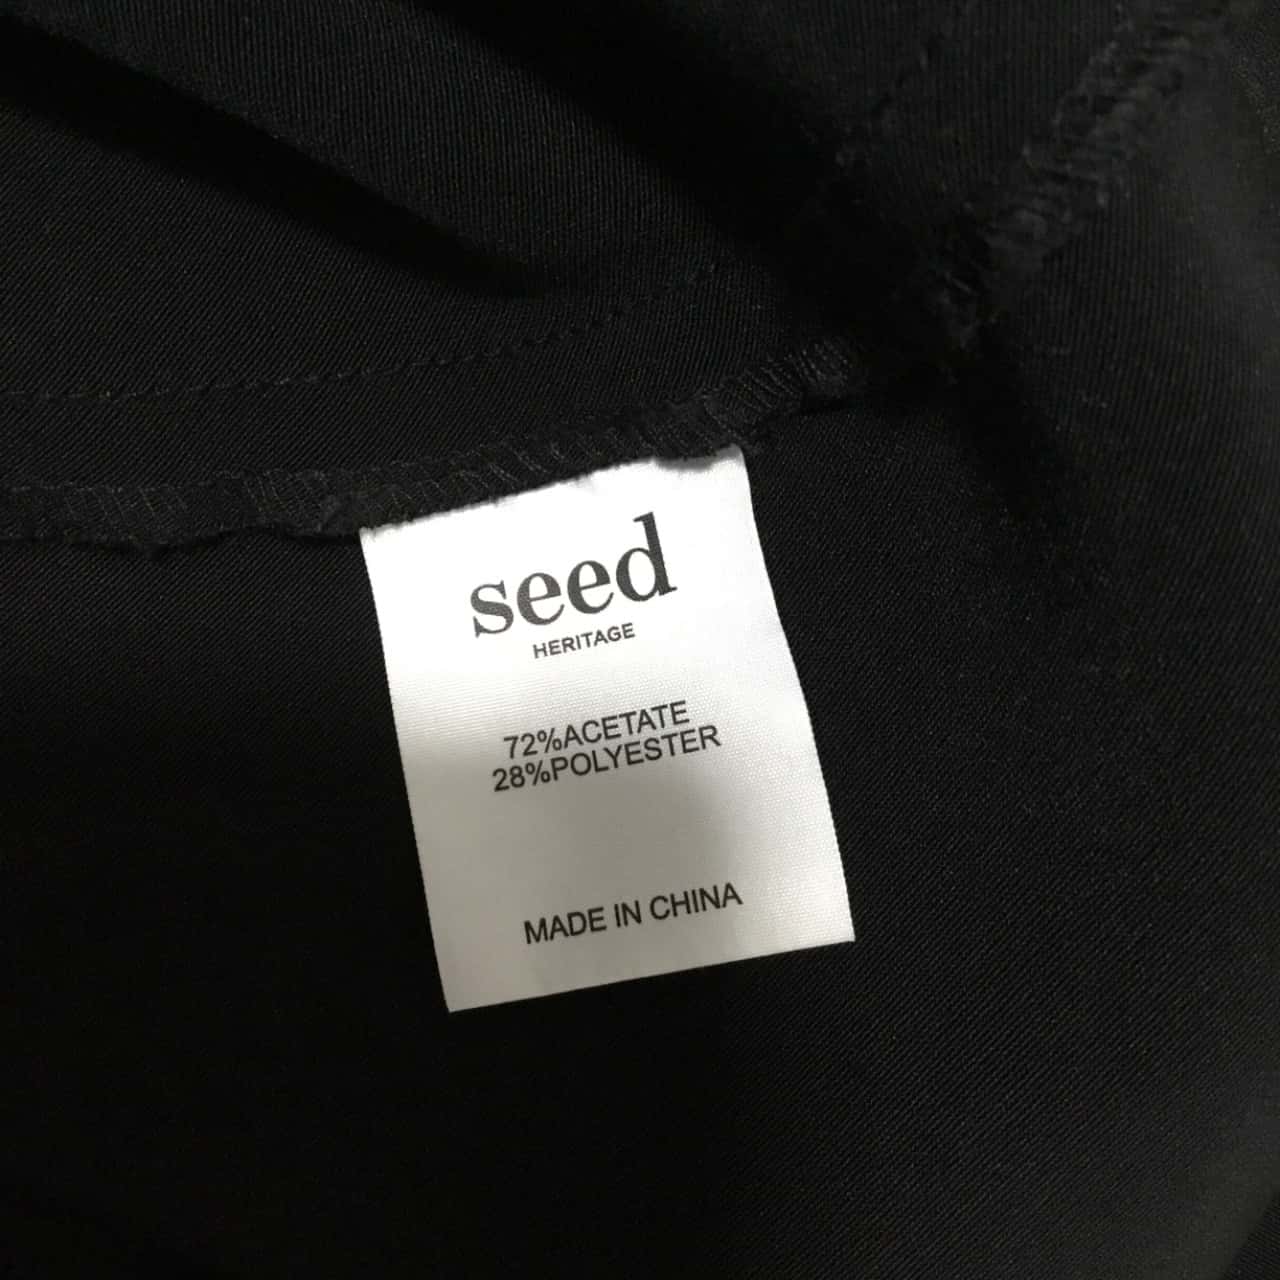 seed
HERITAGE
72%ACETATE
28%POLYESTER
MADE IN CHINA